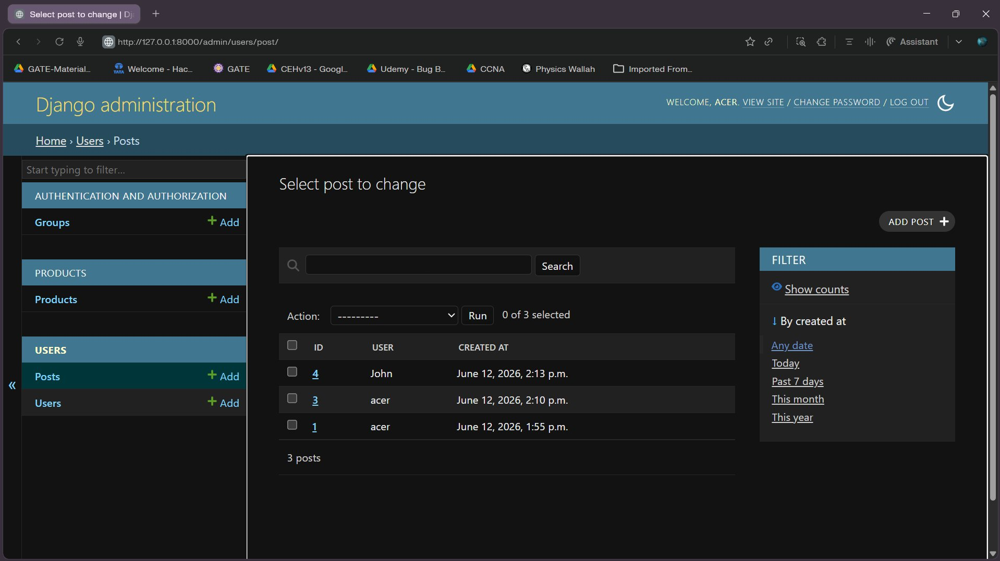 Select post to change | Dj
http://127.0.0.1:8000/admin/users/post/
Assistant
GATE-Material...
TATA
Welcome - Hac...
GATE
CEHv13 - Googl...
Udemy - Bug B...
CCNA
Physics Wallah
Imported From...
Django administration
WELCOME, ACER. VIEW SITE / CHANGE PASSWORD / LOG OUT
Home › Users › Posts
Start typing to filter...
AUTHENTICATION AND AUTHORIZATION
Groups + Add
PRODUCTS
Products + Add
USERS
Posts + Add
Users + Add
«
Select post to change
ADD POST +
Search
Action: --------- Run 0 of 3 selected
ID USER CREATED AT
4 John June 12, 2026, 2:13 p.m.
3 acer June 12, 2026, 2:10 p.m.
1 acer June 12, 2026, 1:55 p.m.
3 posts
FILTER
Show counts
↓ By created at
Any date
Today
Past 7 days
This month
This year